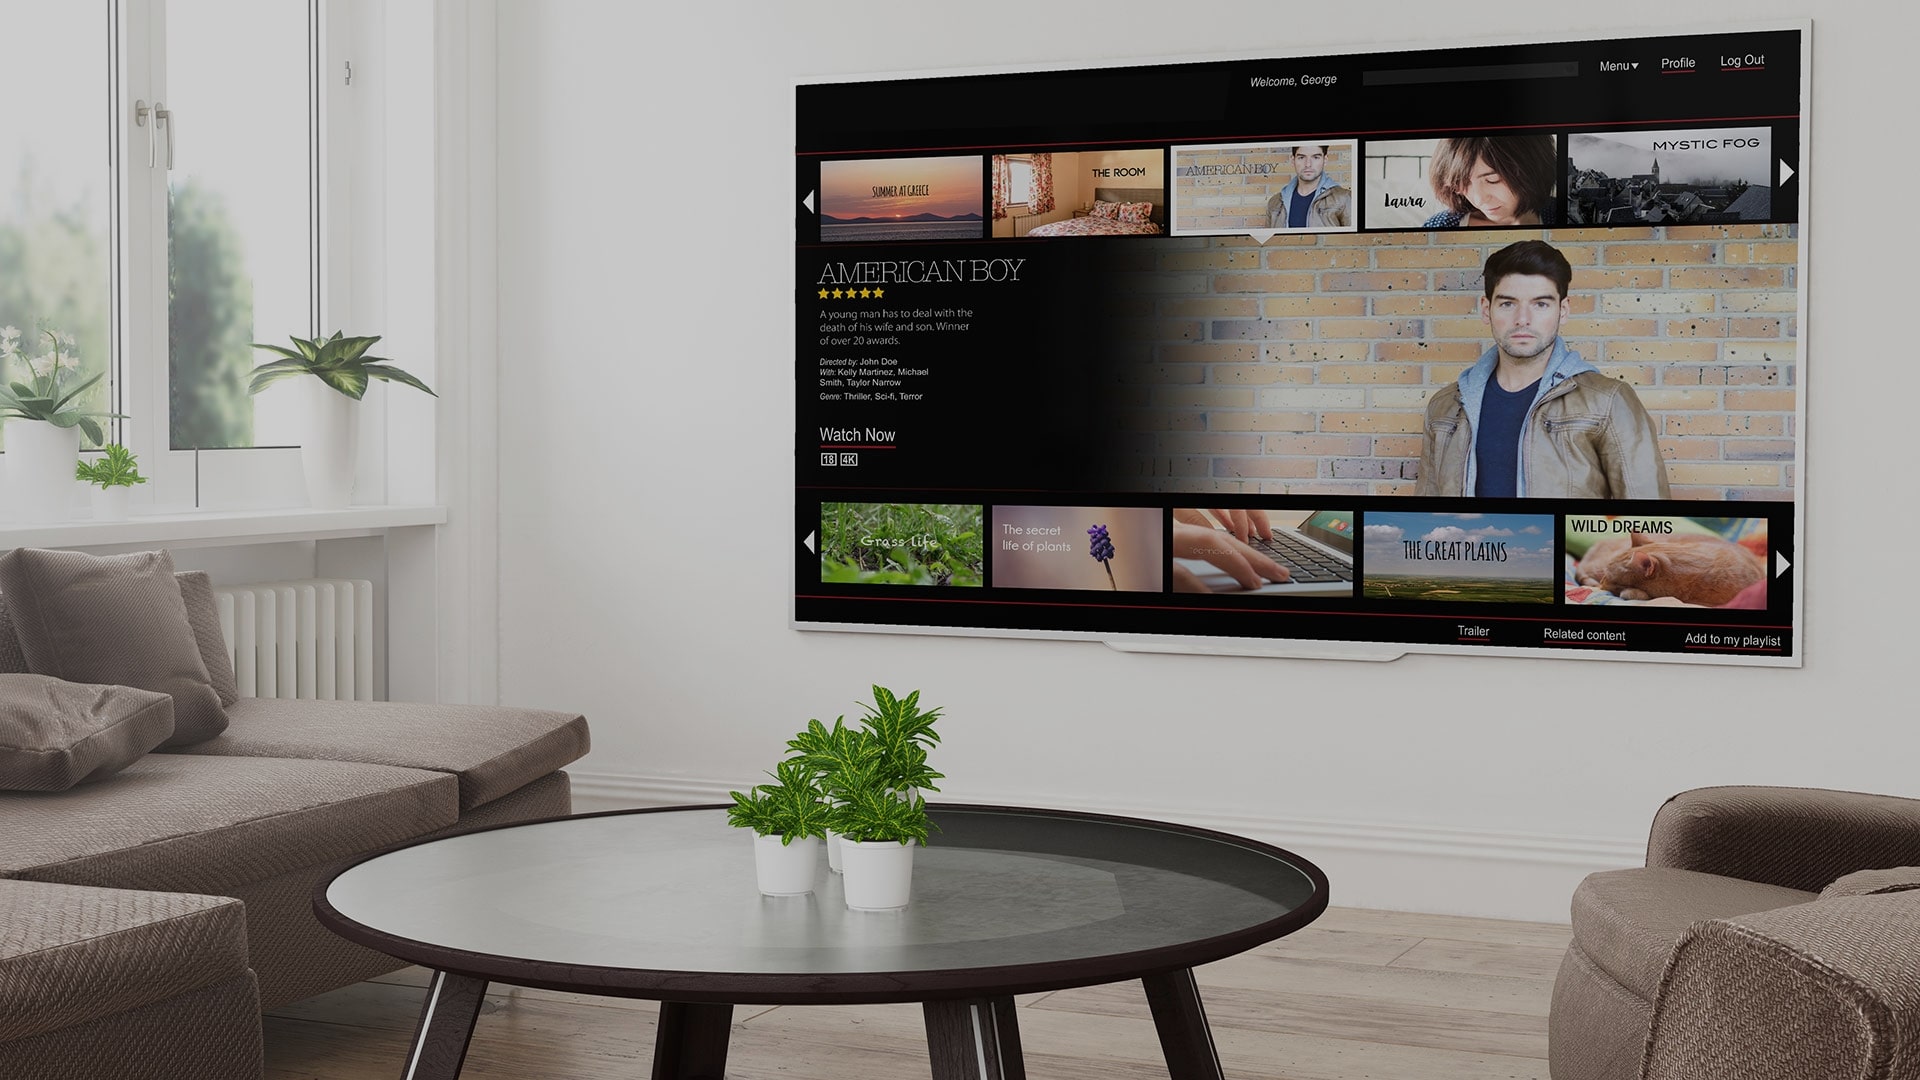 Welcome, George
Menu
Profile
Log Out
SUMMER AT GREECE
THE ROOM
AMERICAN BOY
Laura
MYSTIC FOG
AMERICAN BOY
A young man has to deal with the
death of his wife and son. Winner
of over 20 awards.
Directed by: John Doe
With: Kelly Martinez, Michael
Smith, Taylor Narrow
Genre: Thriller, Sci-fi, Terror
Watch Now
18 4K
Grass life
The secret
life of plants
THE GREAT PLAINS
WILD DREAMS
Trailer
Related content
Add to my playlist